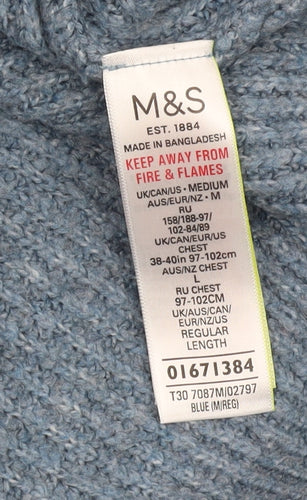 M&S
EST. 1884
MADE IN BANGLADESH
KEEP AWAY FROM
FIRE & FLAMES
UK/CAN/US • MEDIUM
AUS/EUR/NZ • M
RU
158/188-97/
102-84/89
UK/CAN/EUR/US
CHEST
38-40in 97-102cm
AUS/NZ CHEST
L
RU CHEST
97-102CM
UK/AUS/CAN/
EUR/NZ/US
REGULAR
LENGTH
01671384
T30 7087M/02797
BLUE (M/REG)